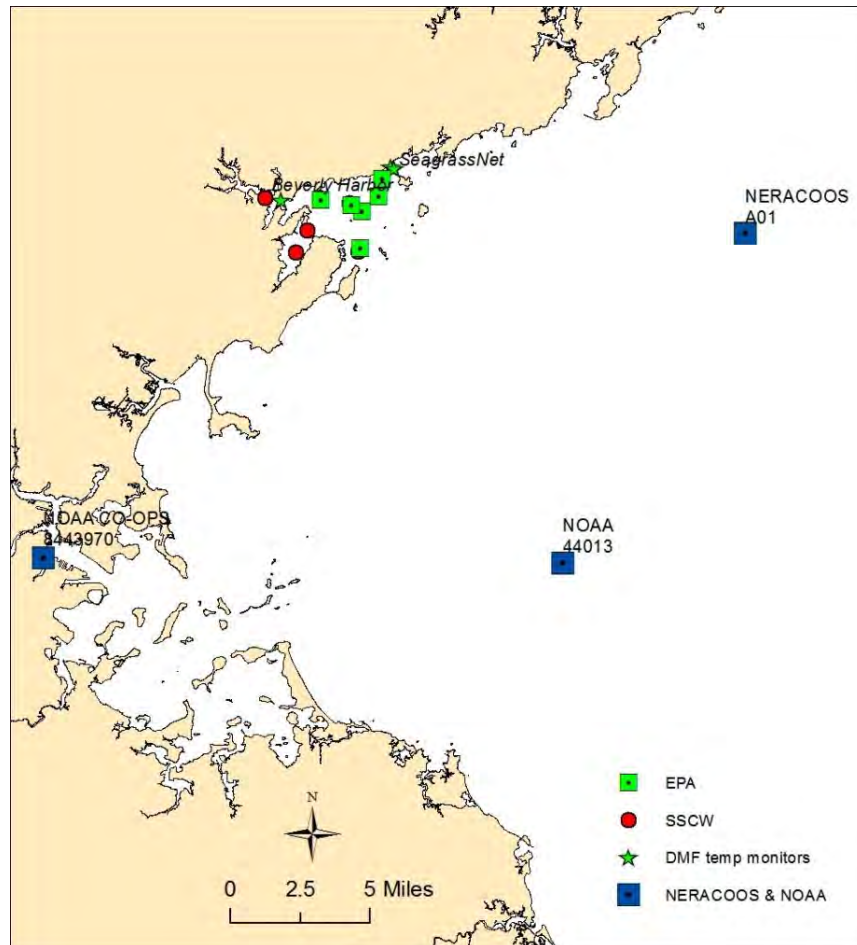 SeagrassNet
Beverly Harbor
NERACOOS
A01
NOAA CO-OPS
8443970
NOAA
44013
N
0 2.5 5 Miles
EPA
SSCW
DMF temp monitors
NERACOOS & NOAA